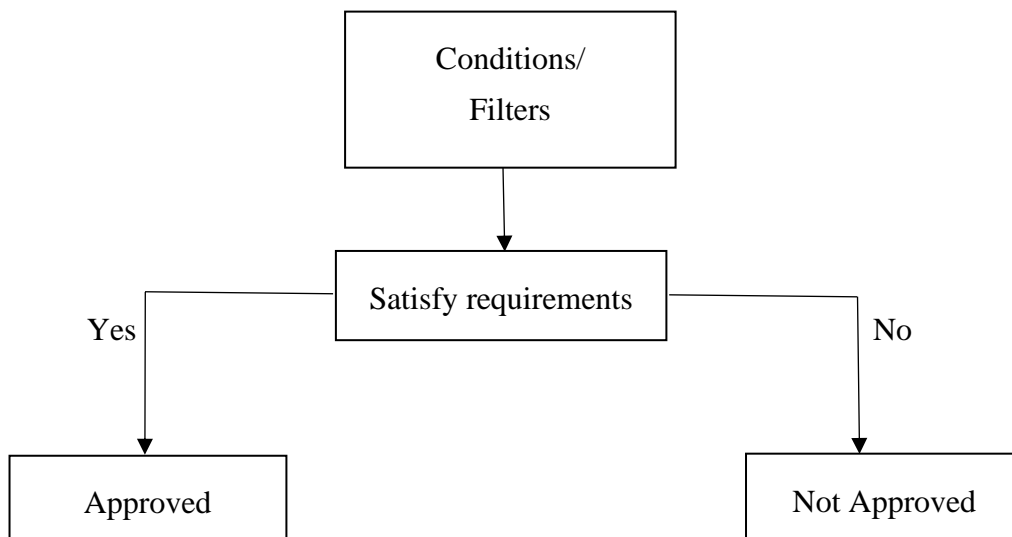 Conditions/
Filters
Satisfy requirements
Yes
No
Approved
Not Approved